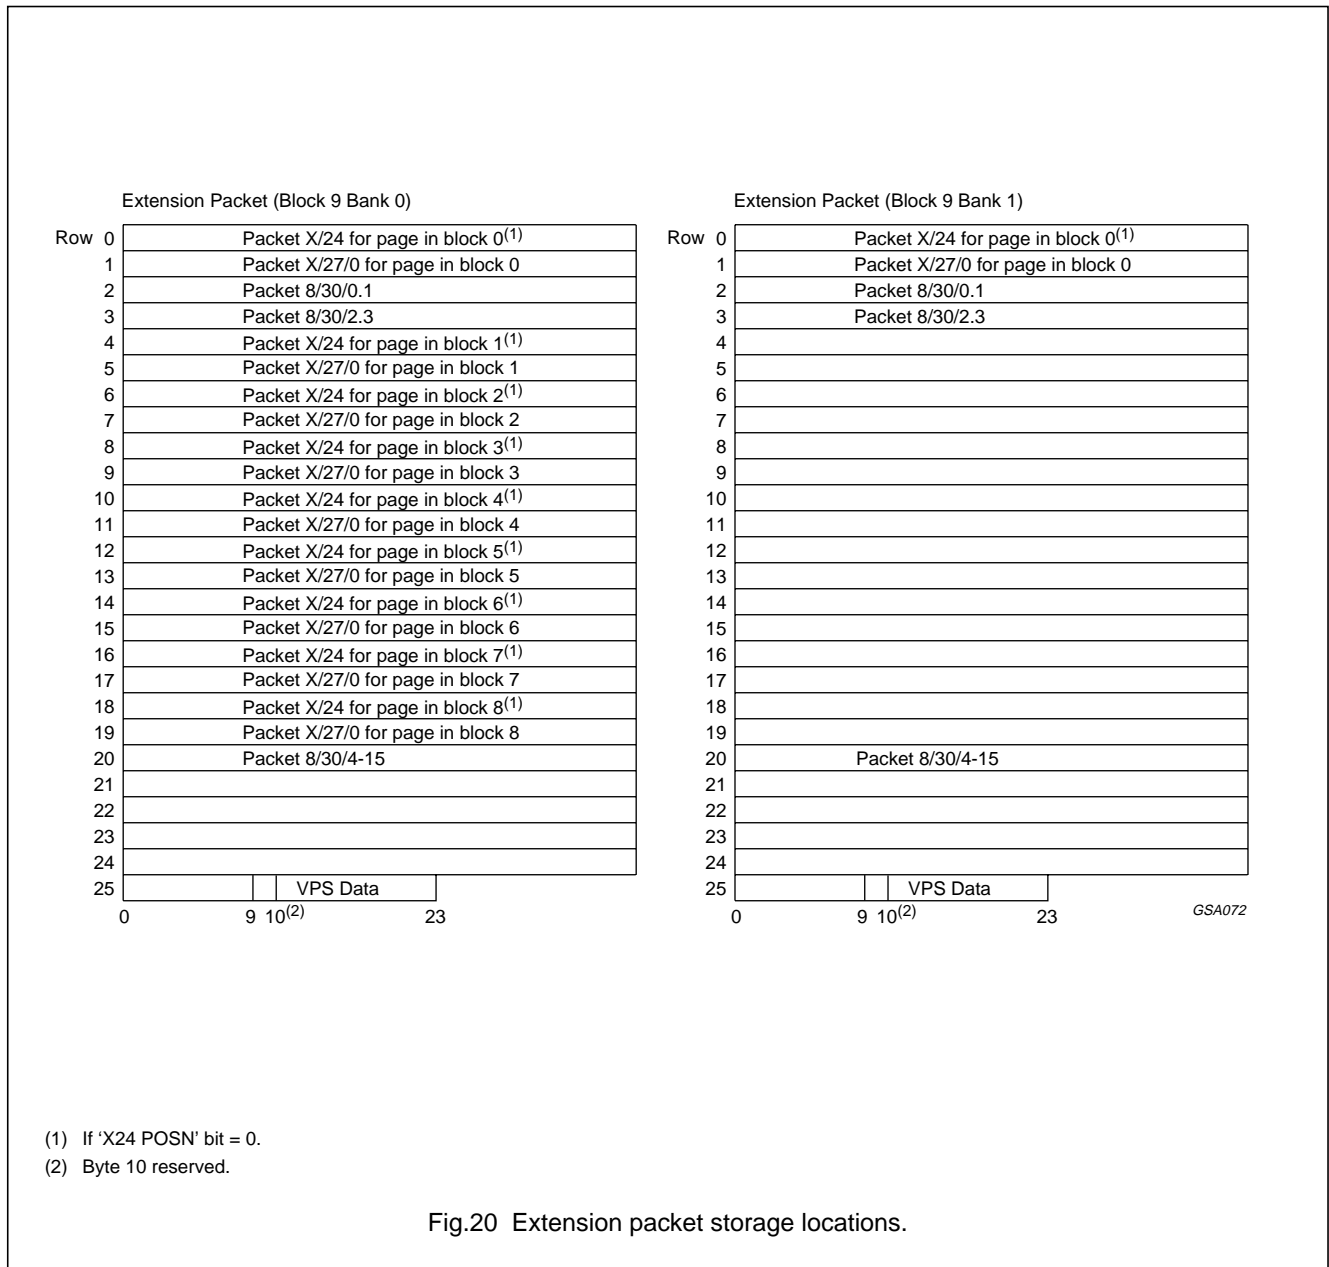 Extension Packet (Block 9 Bank 0)
Row 0 Packet X/24 for page in block 0(1)
1 Packet X/27/0 for page in block 0
2 Packet 8/30/0.1
3 Packet 8/30/2.3
4 Packet X/24 for page in block 1(1)
5 Packet X/27/0 for page in block 1
6 Packet X/24 for page in block 2(1)
7 Packet X/27/0 for page in block 2
8 Packet X/24 for page in block 3(1)
9 Packet X/27/0 for page in block 3
10 Packet X/24 for page in block 4(1)
11 Packet X/27/0 for page in block 4
12 Packet X/24 for page in block 5(1)
13 Packet X/27/0 for page in block 5
14 Packet X/24 for page in block 6(1)
15 Packet X/27/0 for page in block 6
16 Packet X/24 for page in block 7(1)
17 Packet X/27/0 for page in block 7
18 Packet X/24 for page in block 8(1)
19 Packet X/27/0 for page in block 8
20 Packet 8/30/4-15
21
22
23
24
25 VPS Data
0 9 10(2) 23
Extension Packet (Block 9 Bank 1)
Row 0 Packet X/24 for page in block 0(1)
1 Packet X/27/0 for page in block 0
2 Packet 8/30/0.1
3 Packet 8/30/2.3
4
5
6
7
8
9
10
11
12
13
14
15
16
17
18
19
20 Packet 8/30/4-15
21
22
23
24
25 VPS Data
0 9 10(2) 23 GSA072
(1) If ‘X24 POSN’ bit = 0.
(2) Byte 10 reserved.
Fig.20 Extension packet storage locations.